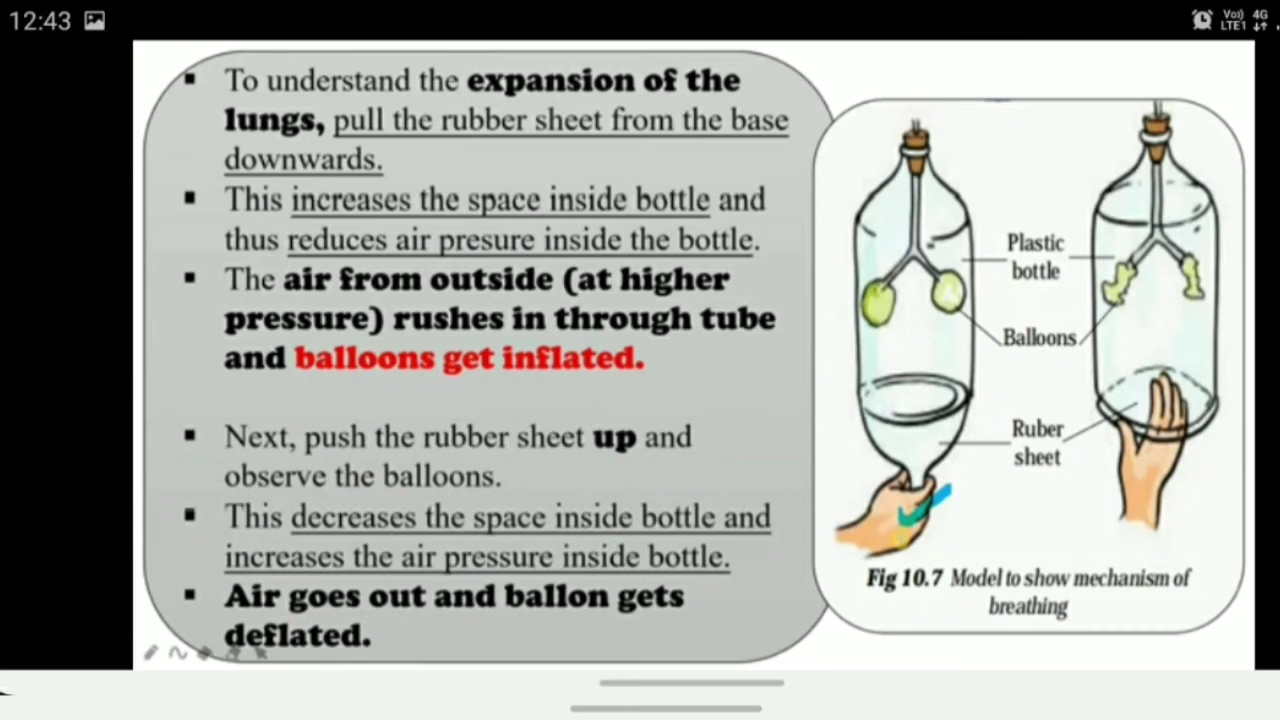 12:43
Vo)) 4G
LTE1
▪ To understand the expansion of the
lungs, pull the rubber sheet from the base
downwards.
▪ This increases the space inside bottle and
thus reduces air presure inside the bottle.
▪ The air from outside (at higher
pressure) rushes in through tube
and balloons get inflated.
▪ Next, push the rubber sheet up and
observe the balloons.
▪ This decreases the space inside bottle and
increases the air pressure inside bottle.
▪ Air goes out and ballon gets
deflated.
Plastic
bottle
Balloons
Ruber
sheet
Fig 10.7 Model to show mechanism of
breathing